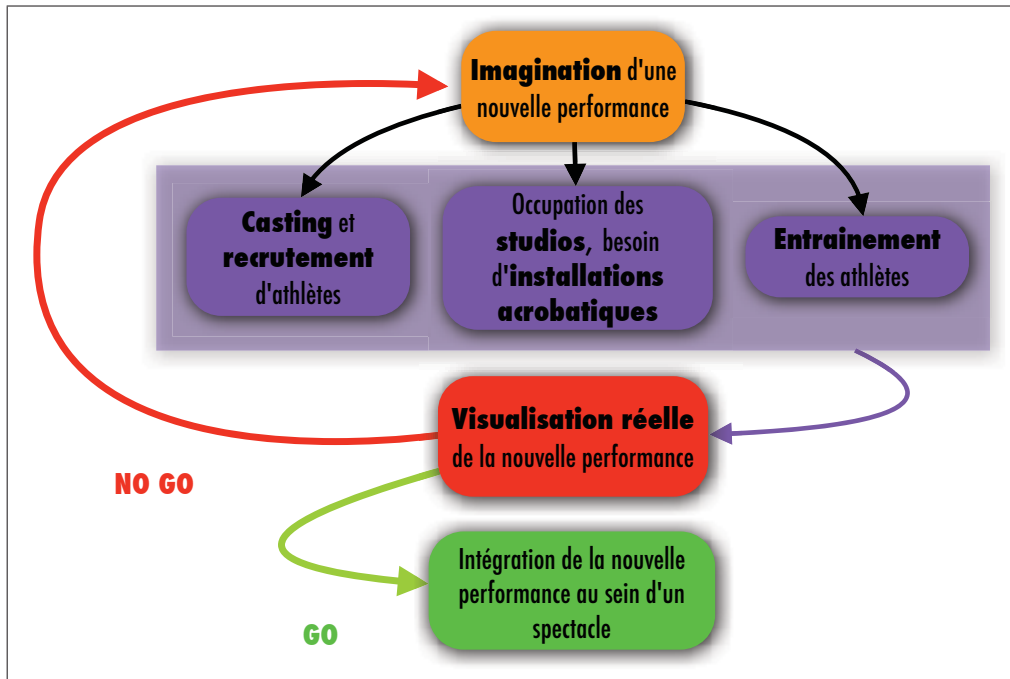 Imagination d'une
nouvelle performance
Casting et
recrutement
d'athlètes
Occupation des
studios, besoin
d'installations
acrobatiques
Entrainement
des athlètes
Visualisation réelle
de la nouvelle performance
NO GO
Intégration de la nouvelle
performance au sein d'un
spectacle
GO